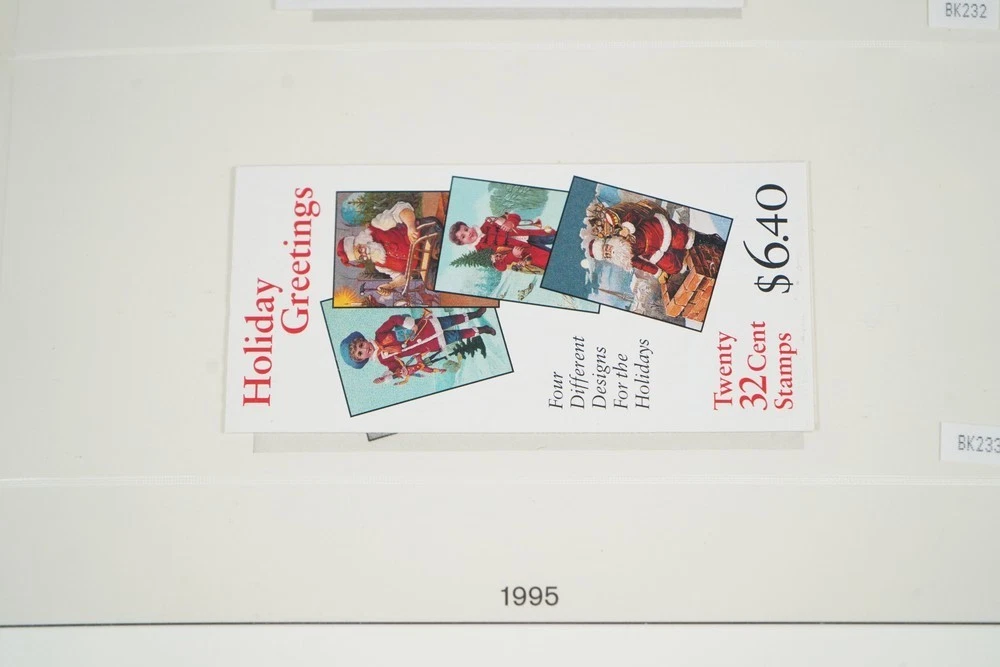 BK232
Holiday
Greetings
Four
Different
Designs
For the
Holidays
Twenty
32 Cent
Stamps
$6.40
BK233
1995